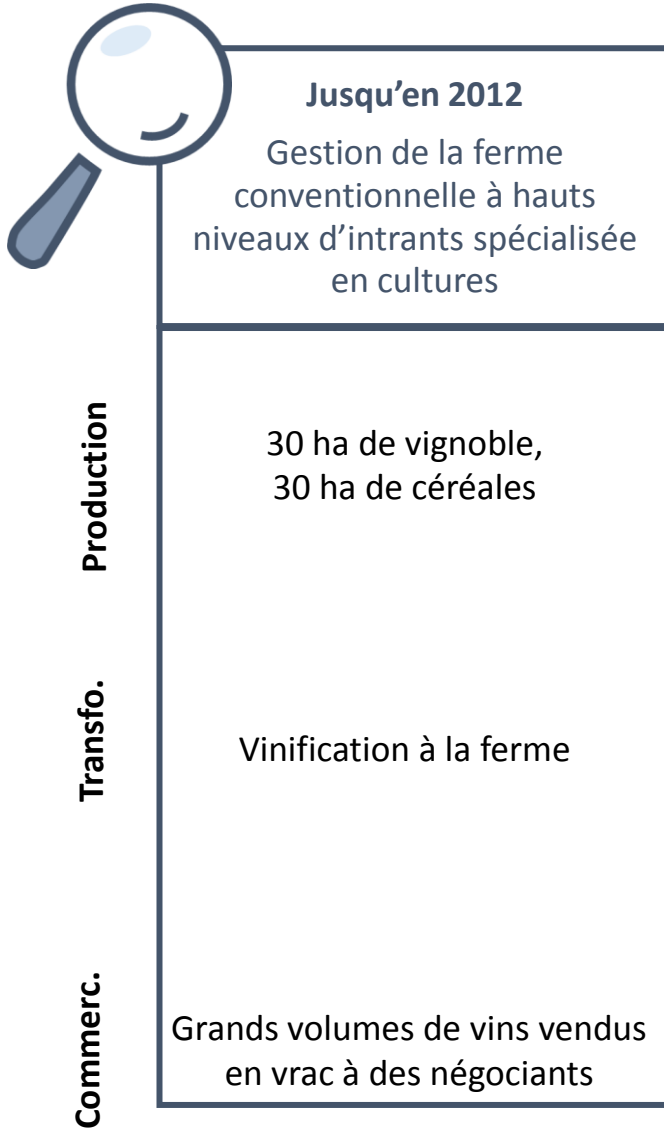 Jusqu'en 2012
Gestion de la ferme
conventionnelle à hauts
niveaux d'intrants spécialisée
en cultures
Production
30 ha de vignoble,
30 ha de céréales
Transfo.
Vinification à la ferme
Commerc.
Grands volumes de vins vendus
en vrac à des négociants